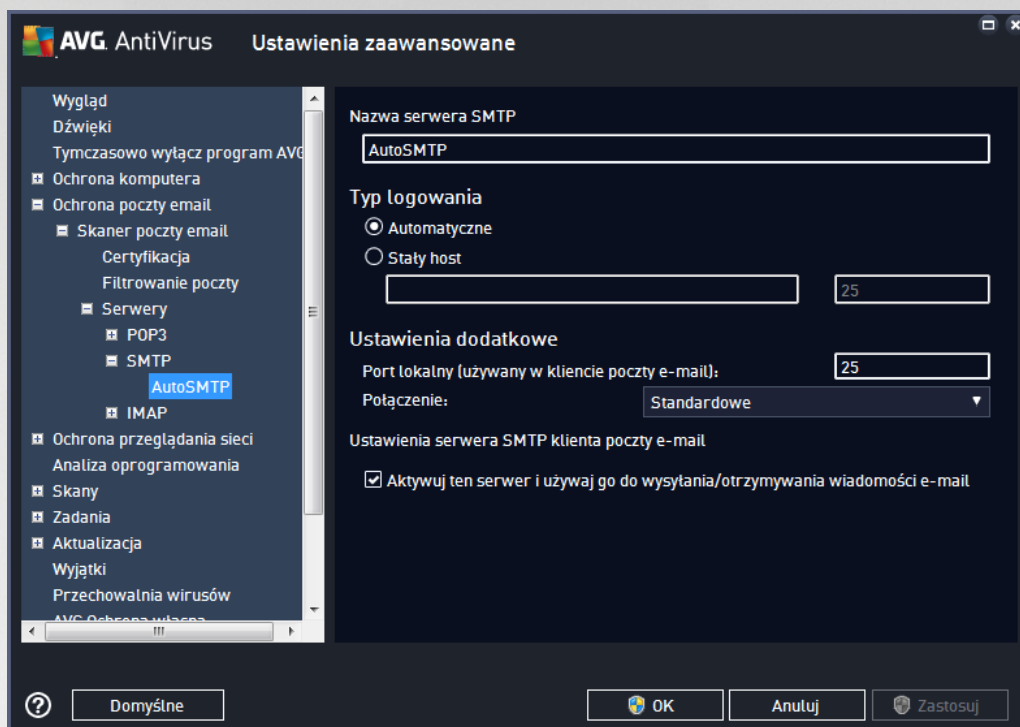 AVG. AntiVirus Ustawienia zaawansowane
Wygląd
Dźwięki
Tymczasowo wyłącz program AVG
Ochrona komputera
Ochrona poczty email
Skaner poczty email
Certyfikacja
Filtrowanie poczty
Serwery
POP3
SMTP
AutoSMTP
IMAP
Ochrona przeglądania sieci
Analiza oprogramowania
Skany
Zadania
Aktualizacja
Wyjątki
Przechowalnia wirusów
AVG Ochrona własna
Nazwa serwera SMTP
AutoSMTP
Typ logowania
Automatyczne
Stały host
25
Ustawienia dodatkowe
Port lokalny (używany w kliencie poczty e-mail): 25
Połączenie: Standardowe
Ustawienia serwera SMTP klienta poczty e-mail
Aktywuj ten serwer i używaj go do wysyłania/otrzymywania wiadomości e-mail
? Domyślne OK Anuluj Zastosuj